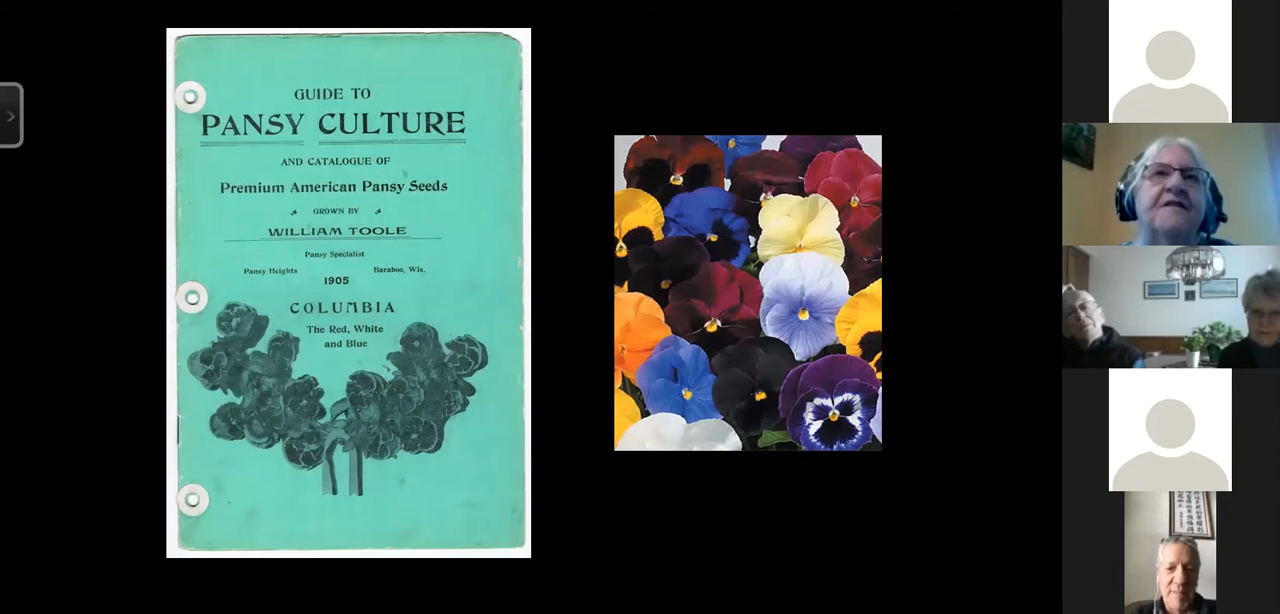 GUIDE TO
PANSY CULTURE
AND CATALOGUE OF
Premium American Pansy Seeds
GROWN BY
WILLIAM TOOLE
Pansy Specialist
Pansy Heights Baraboo, Wis.
1905
COLUMBIA
The Red, White
and Blue